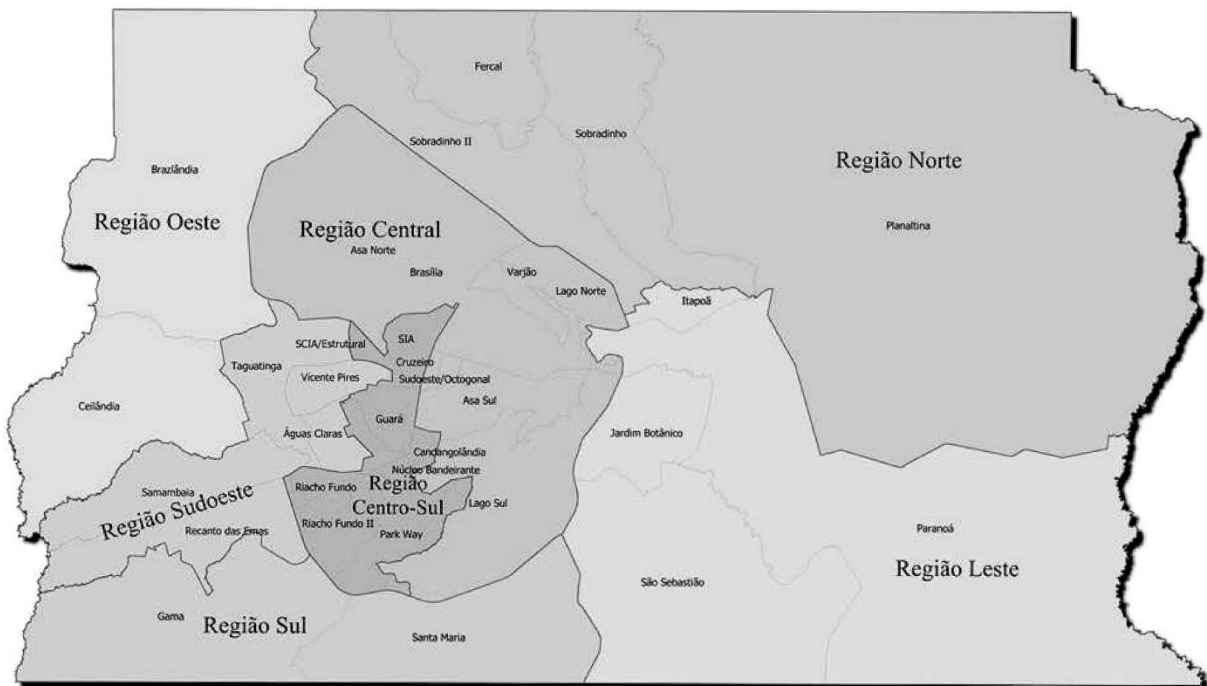 Fercal
Sobradinho II
Sobradinho
Região Norte
Brazlândia
Região Oeste
Planaltina
Região Central
Asa Norte
Brasília
Varjão
Lago Norte
Itapoã
SCIA/Estrutural
SIA
Taguatinga
Cruzeiro
Vicente Pires
Sudoeste/Octogonal
Asa Sul
Ceilândia
Guará
Águas Claras
Jardim Botânico
Candangolândia
Núcleo Bandeirante
Riacho Fundo
Região
Centro-Sul
Samambaia
Região Sudoeste
Lago Sul
Riacho Fundo II
Recanto das Emas
Park Way
Paranoá
Região Leste
São Sebastião
Gama
Região Sul
Santa Maria